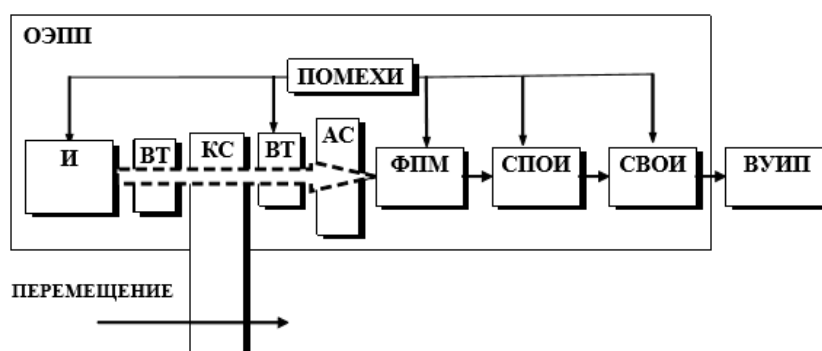 ОЭПП
ПОМЕХИ
И
ВТ
КС
ВТ
АС
ФПМ
СПОИ
СВОИ
ВУИП
ПЕРЕМЕЩЕНИЕ